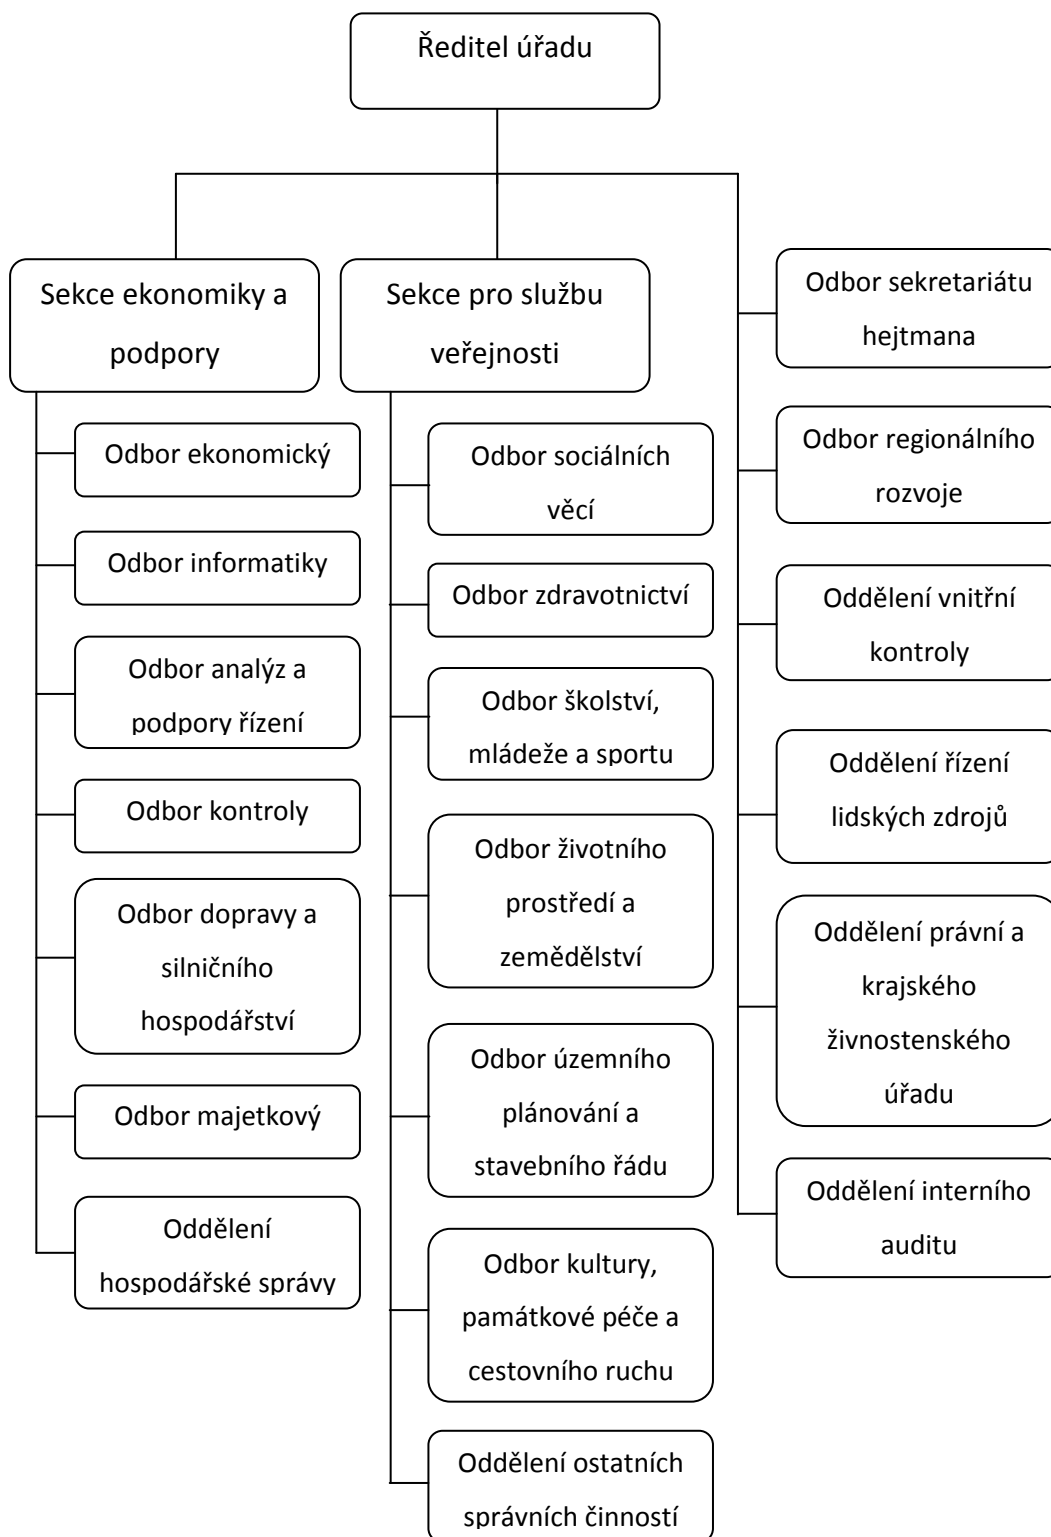 Ředitel úřadu
Sekce ekonomiky a
podpory
Odbor ekonomický
Odbor informatiky
Odbor analýz a
podpory řízení
Odbor kontroly
Odbor dopravy a
silničního
hospodářství
Odbor majetkový
Oddělení
hospodářské správy
Sekce pro službu
veřejnosti
Odbor sociálních
věcí
Odbor zdravotnictví
Odbor školství,
mládeže a sportu
Odbor životního
prostředí a
zemědělství
Odbor územního
plánování a
stavebního řádu
Odbor kultury,
památkové péče a
cestovního ruchu
Oddělení ostatních
správních činností
Odbor sekretariátu
hejtmana
Odbor regionálního
rozvoje
Oddělení vnitřní
kontroly
Oddělení řízení
lidských zdrojů
Oddělení právní a
krajského
živnostenského
úřadu
Oddělení interního
auditu